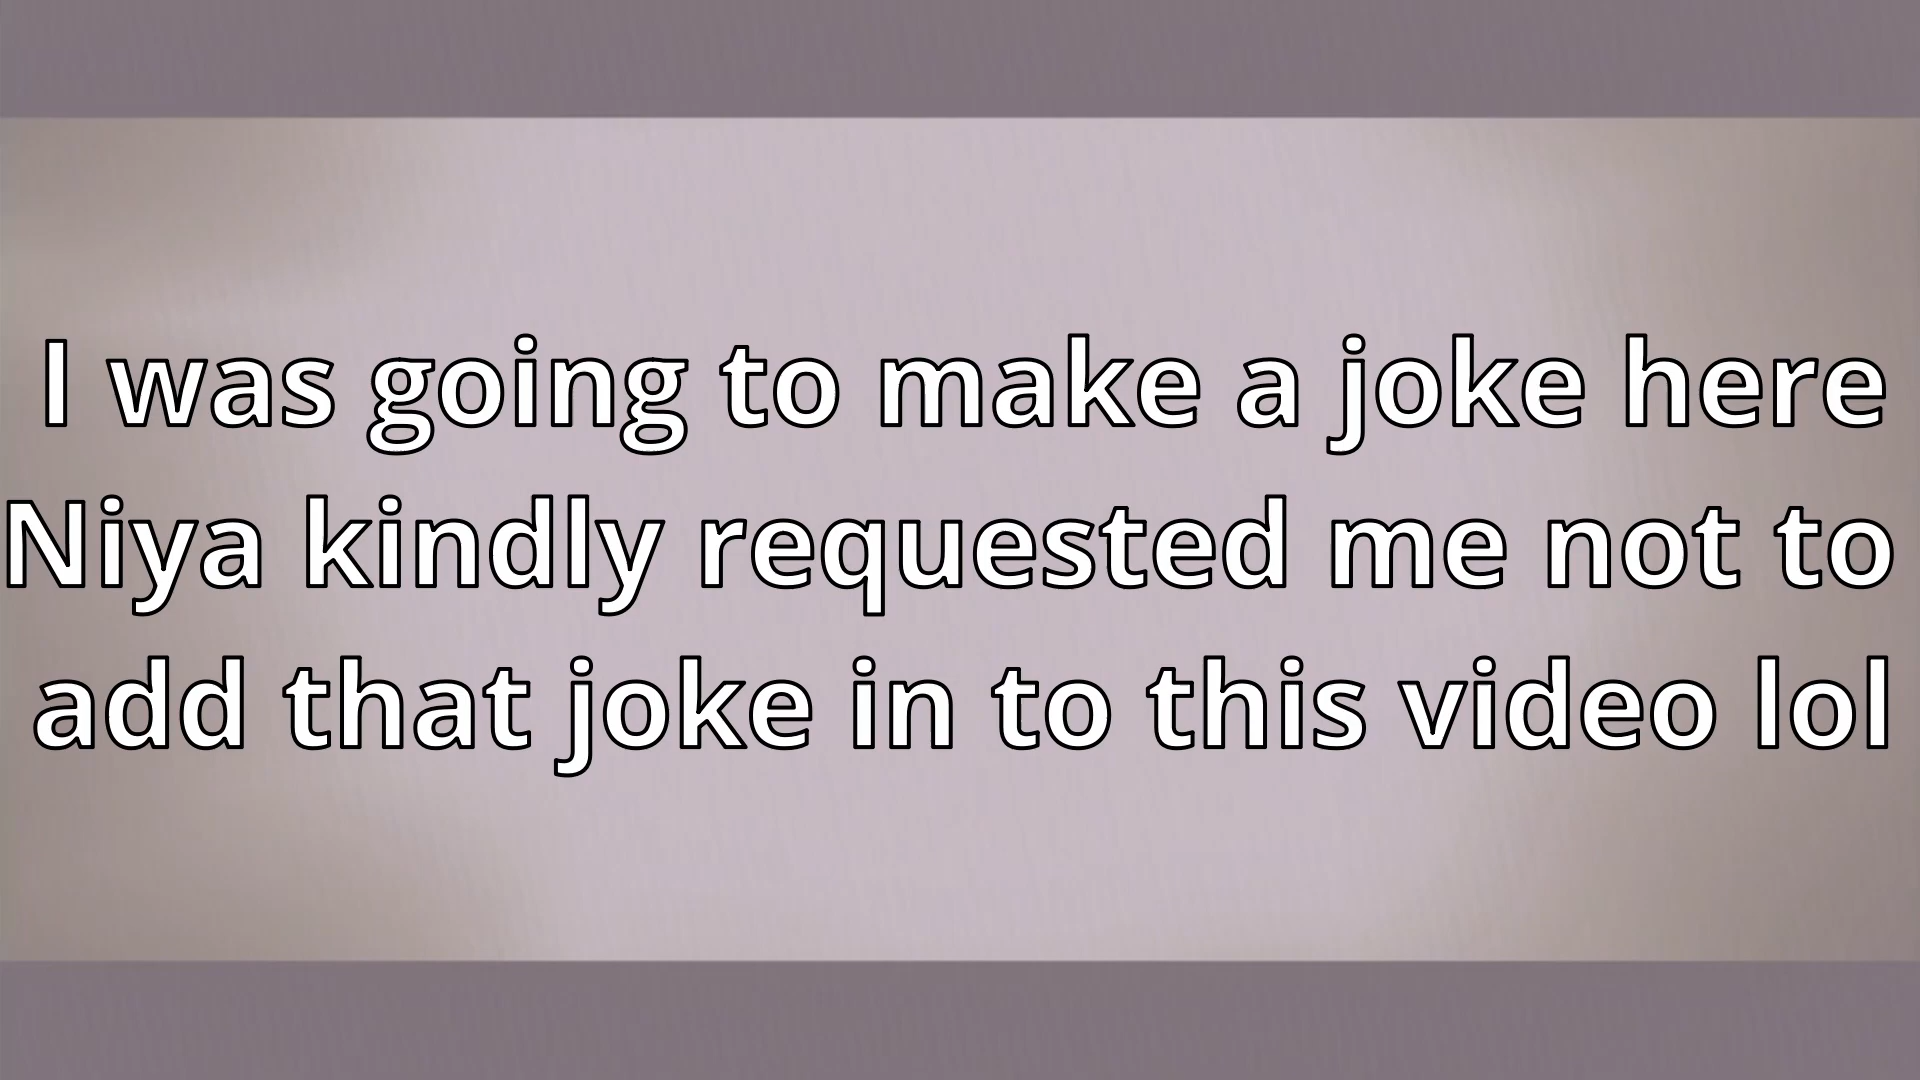 I was going to make a joke here
Niya kindly requested me not to
add that joke in to this video lol